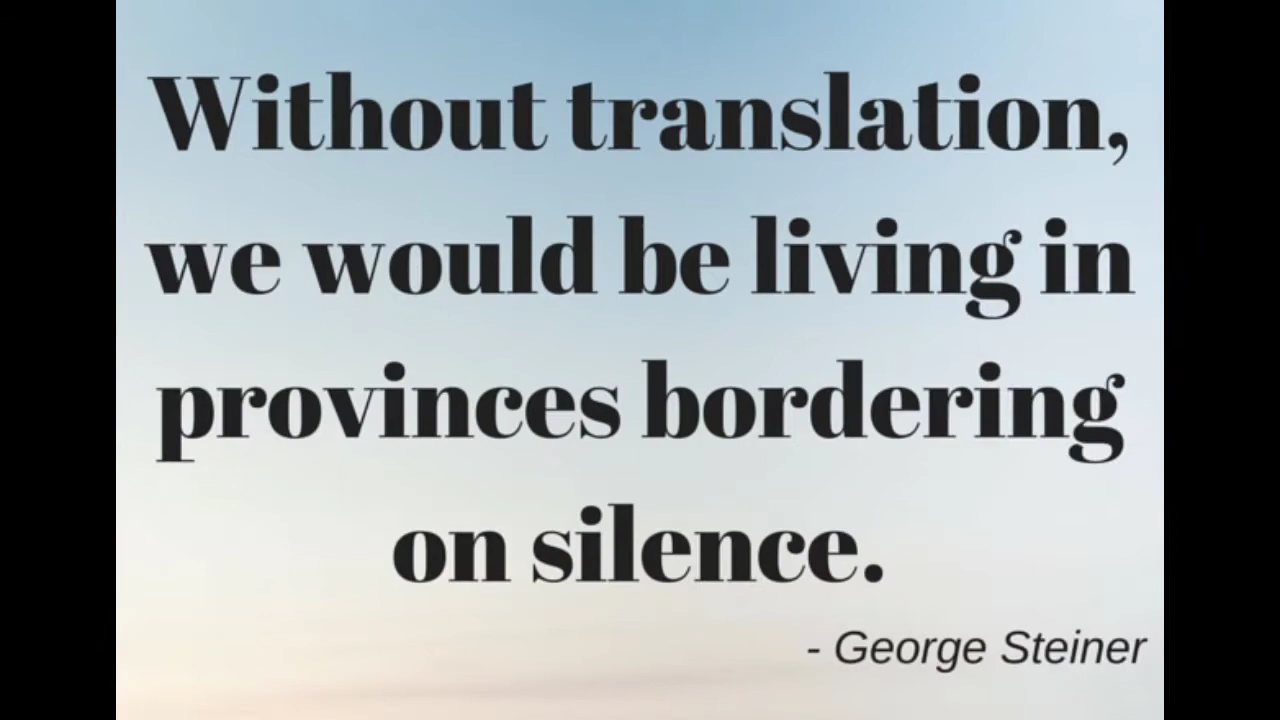 Without translation,
we would be living in
provinces bordering
on silence.
- George Steiner